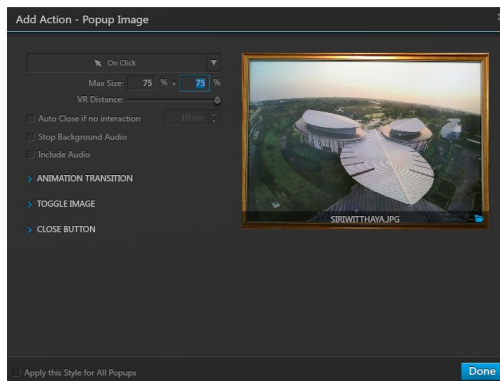 Add Action - Popup Image
On Click
Max Size: 75 % × 75 %
VR Distance:
Auto Close if no interaction 10 sec
Stop Background Audio
Include Audio
> ANIMATION TRANSITION
> TOGGLE IMAGE
> CLOSE BUTTON
SIRIWITTHAYA.JPG
Apply this Style for All Popups
Done